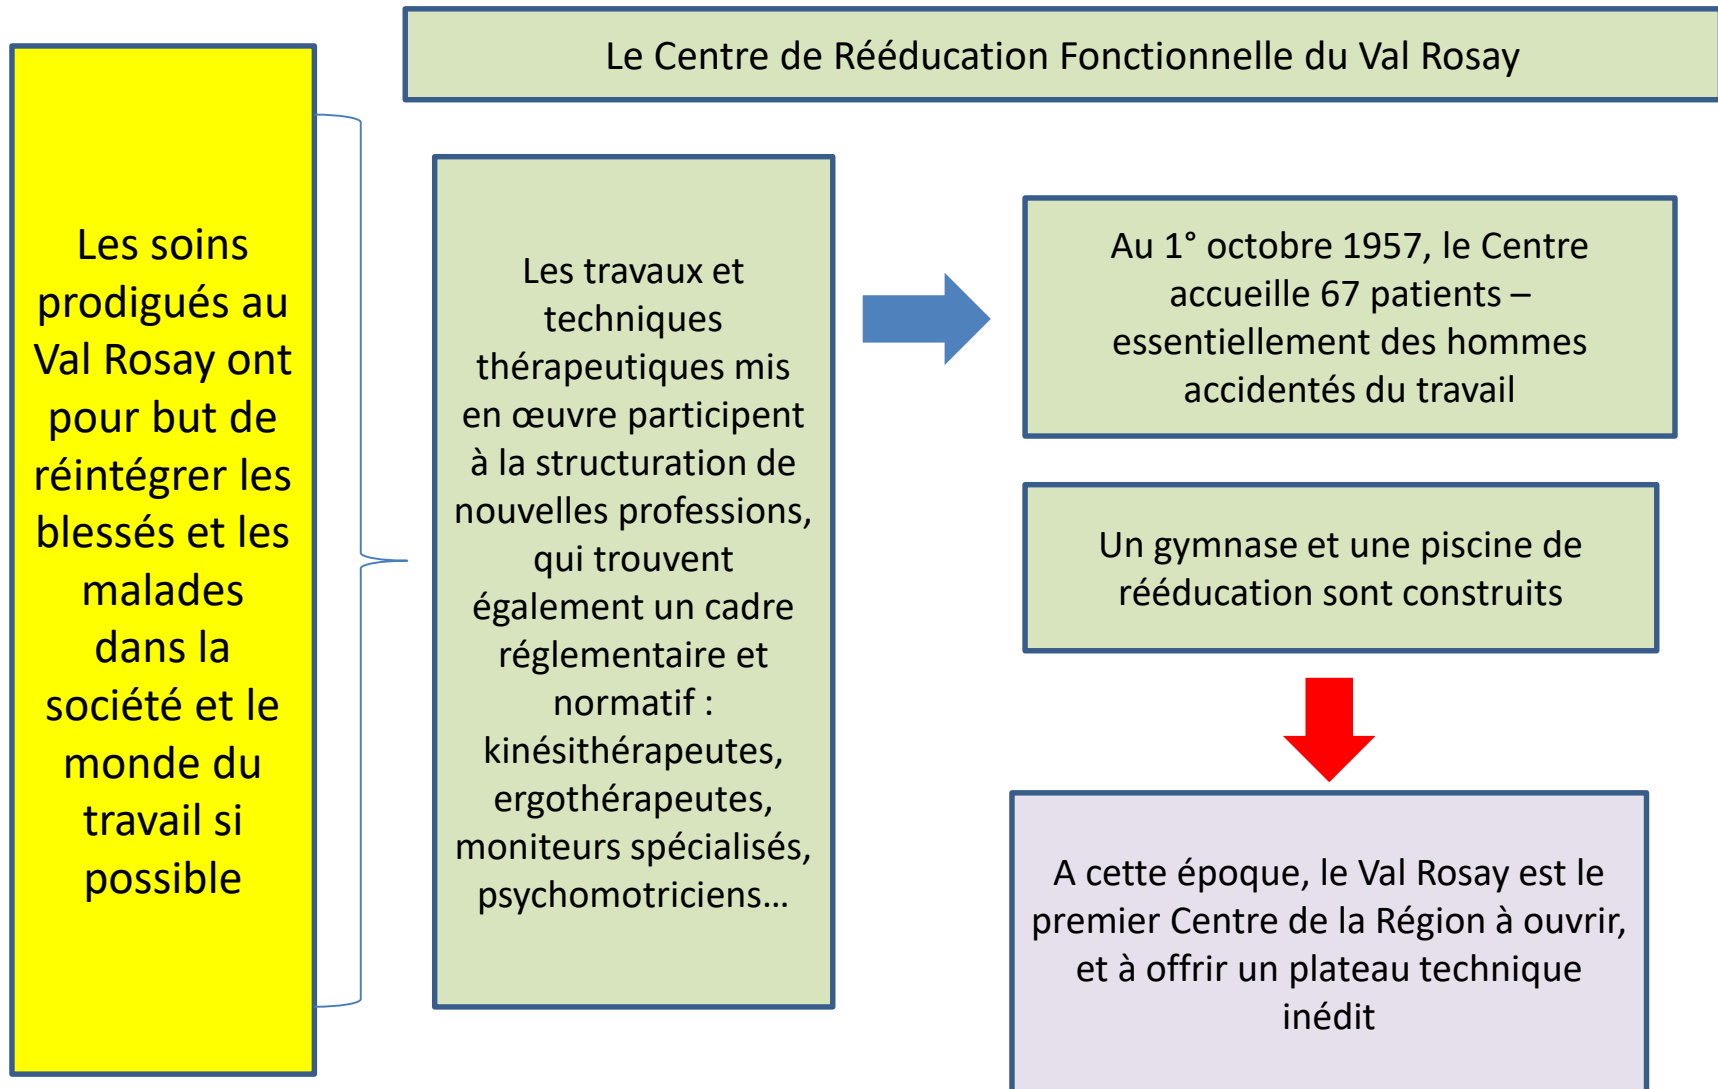 Le Centre de Rééducation Fonctionnelle du Val Rosay
Les soins
prodigués au
Val Rosay ont
pour but de
réintégrer les
blessés et les
malades
dans la
société et le
monde du
travail si
possible
Les travaux et
techniques
thérapeutiques mis
en œuvre participent
à la structuration de
nouvelles professions,
qui trouvent
également un cadre
réglementaire et
normatif :
kinésithérapeutes,
ergothérapeutes,
moniteurs spécialisés,
psychomotriciens…
Au 1° octobre 1957, le Centre
accueille 67 patients –
essentiellement des hommes
accidentés du travail
Un gymnase et une piscine de
rééducation sont construits
A cette époque, le Val Rosay est le
premier Centre de la Région à ouvrir,
et à offrir un plateau technique
inédit